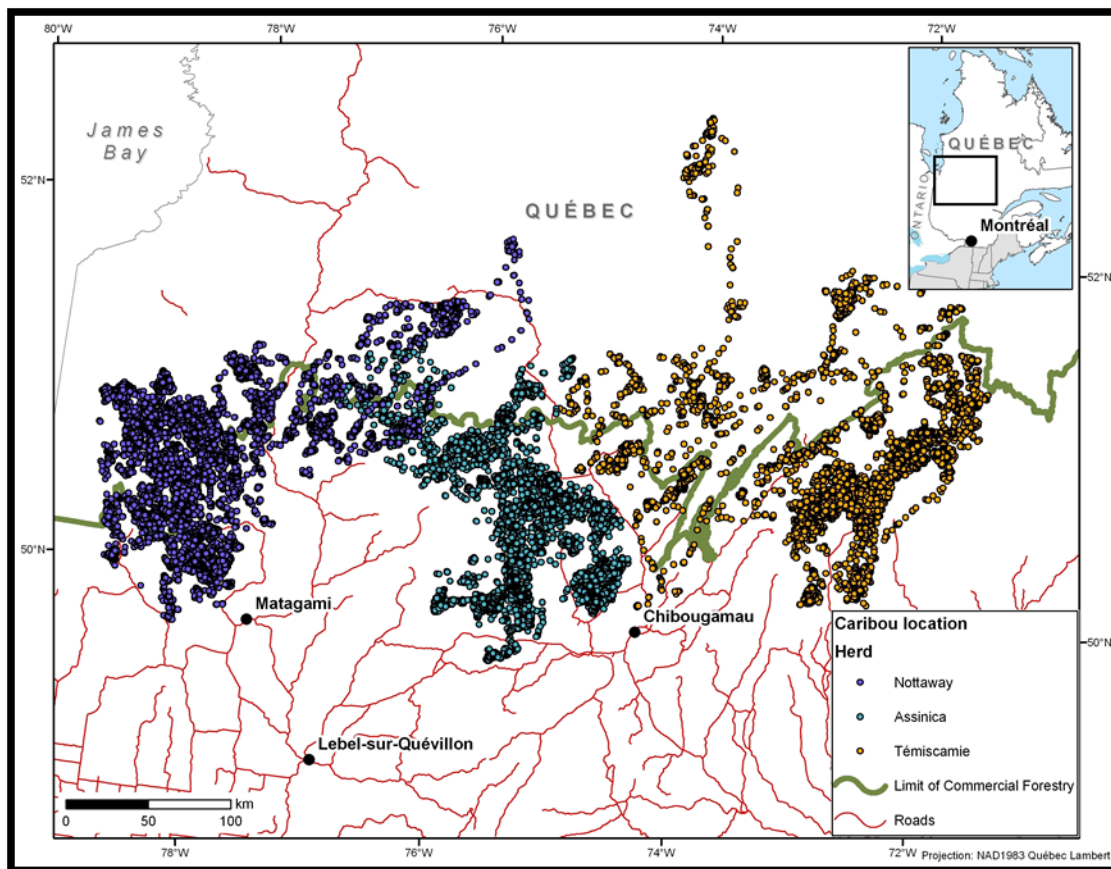 80°W
78°W
76°W
74°W
72°W
James
Bay
QUÉBEC
ONTARIO
Montréal
52°N
QUÉBEC
52°N
50°N
Matagami
Chibougamau
50°N
Lebel-sur-Quévillon
Caribou location
Herd
Nottaway
Assinica
Témiscamie
Limit of Commercial Forestry
Roads
km
0 50 100
78°W
76°W
74°W
72°W
Projection: NAD1983 Québec Lambert